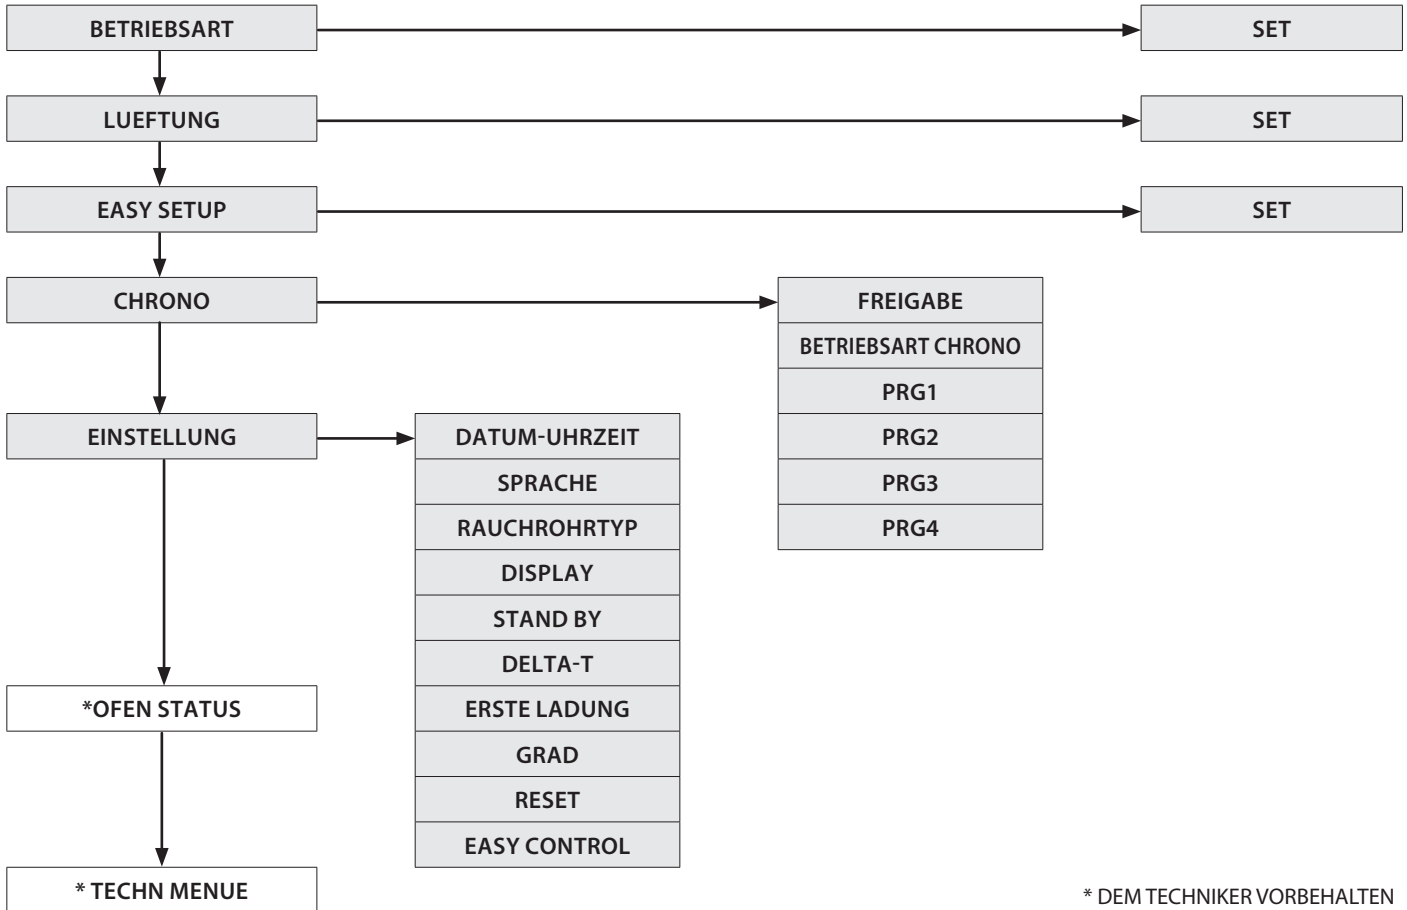 BETRIEBSART
SET
LUEFTUNG
SET
EASY SETUP
SET
CHRONO
FREIGABE
BETRIEBSART CHRONO
PRG1
PRG2
PRG3
PRG4
EINSTELLUNG
DATUM-UHRZEIT
SPRACHE
RAUCHROHRTYP
DISPLAY
STAND BY
DELTA-T
ERSTE LADUNG
GRAD
RESET
EASY CONTROL
*OFEN STATUS
* TECHN MENUE
* DEM TECHNIKER VORBEHALTEN